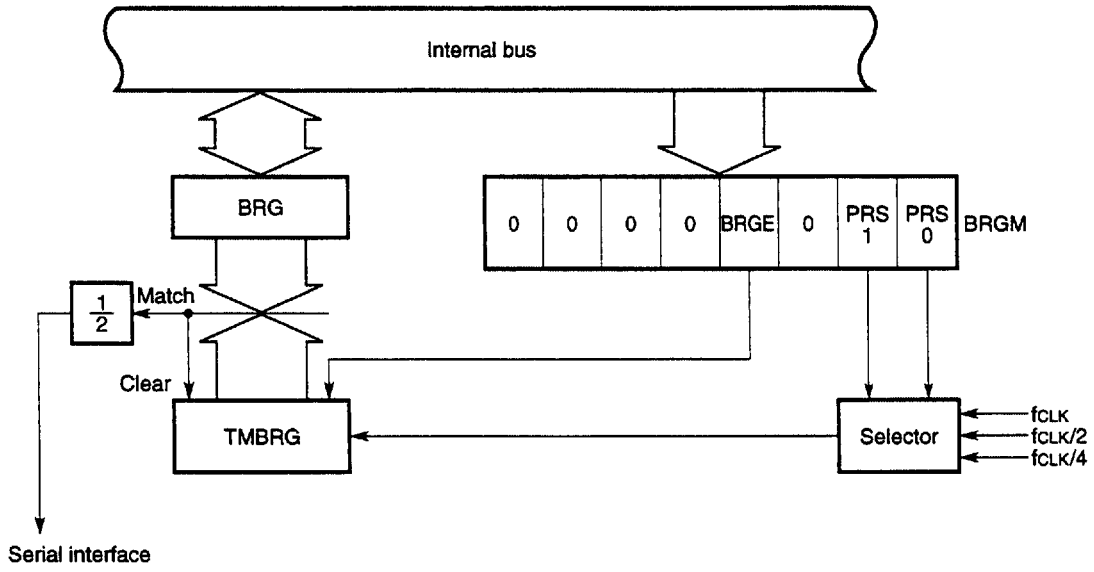 Internal bus
BRG
0 0 0 0 BRGE 0 PRS 1 PRS 0 BRGM
1/2
Match
Clear
TMBRG
Selector
fCLK
fCLK/2
fCLK/4
Serial interface